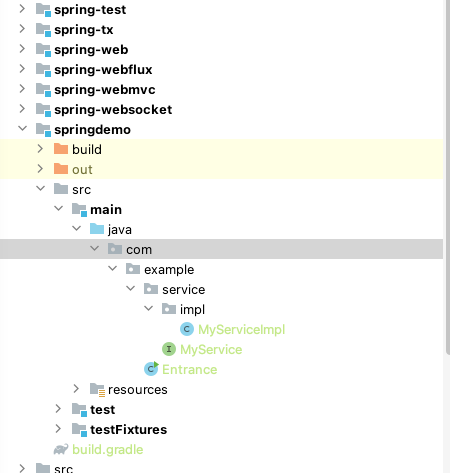 spring-test
spring-tx
spring-web
spring-webflux
spring-webmvc
spring-websocket
springdemo
build
out
src
main
java
com
example
service
impl
C MyServiceImpl
I MyService
C Entrance
resources
test
testFixtures
build.gradle
src